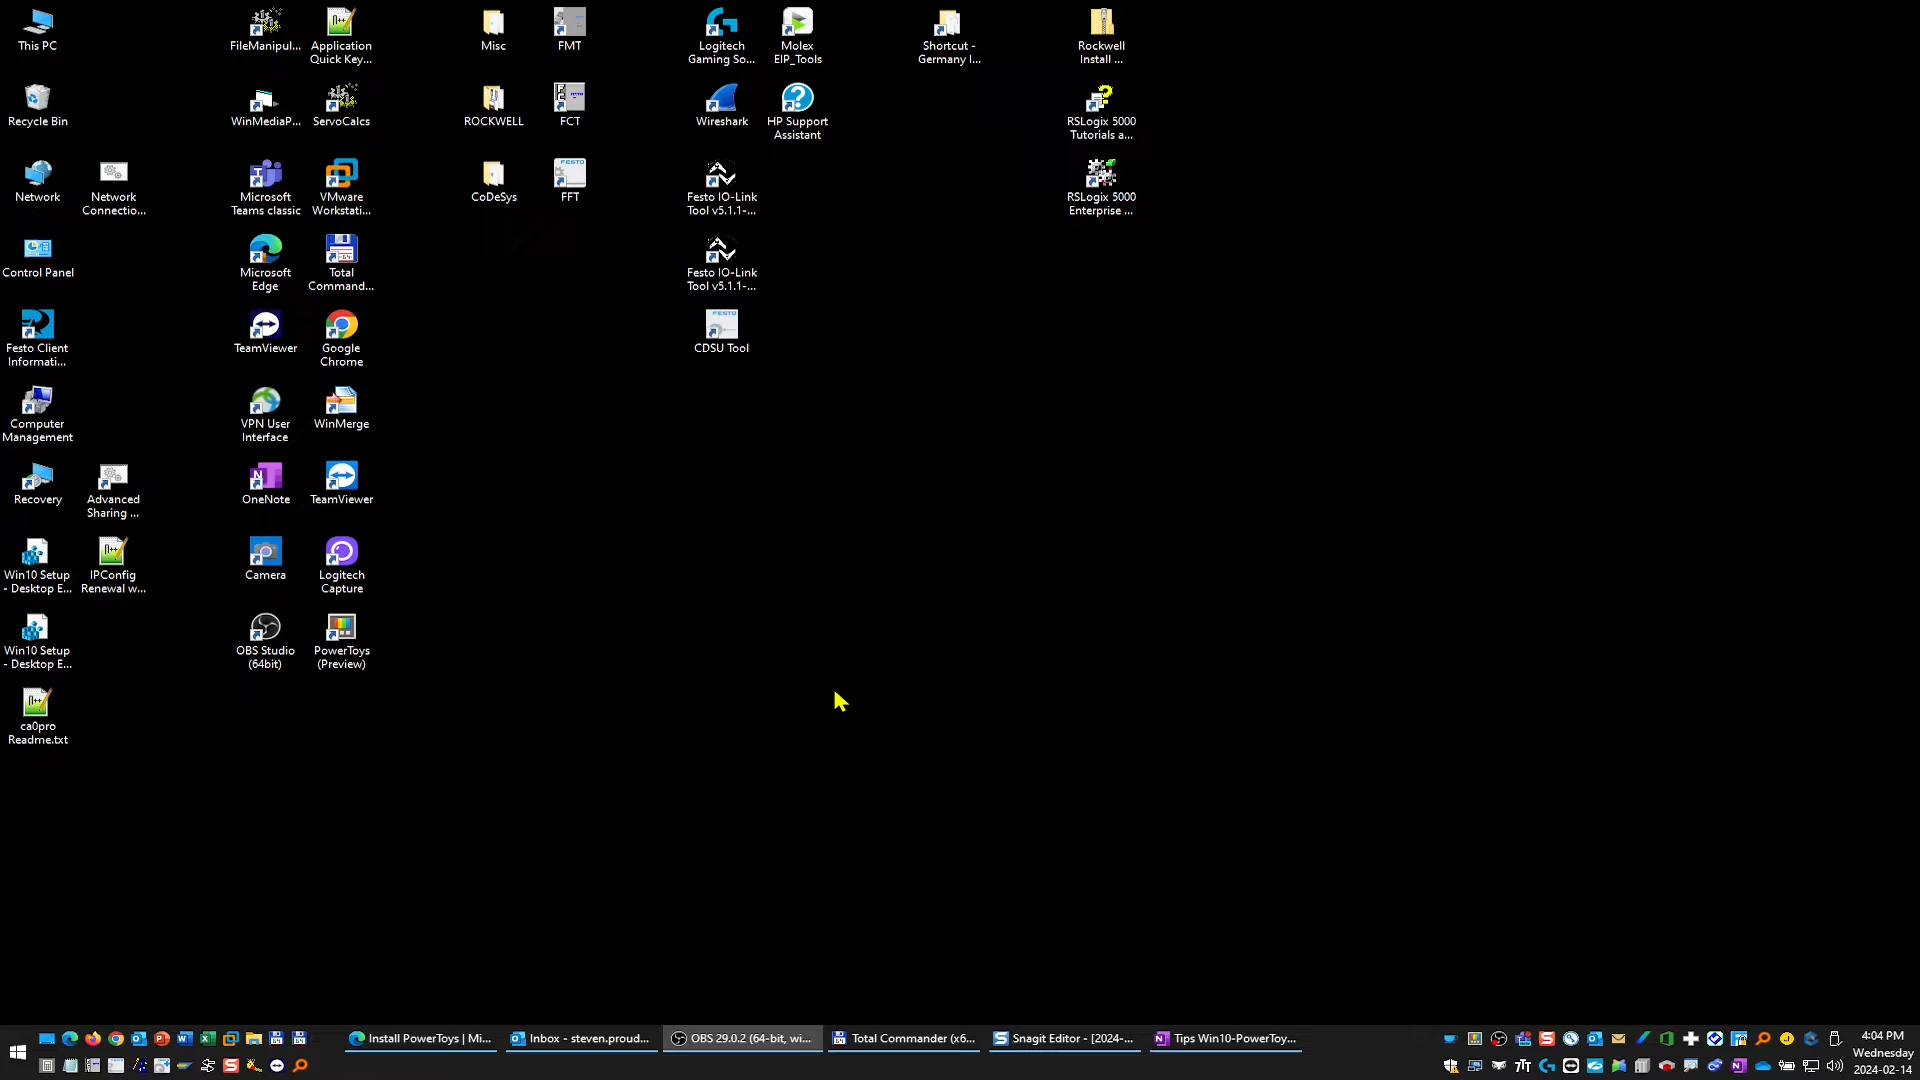 This PC
FileManipul...
Application
Quick Key...
Misc
FMT
Logitech
Gaming So...
Molex
EIP_Tools
Shortcut -
Germany I...
Rockwell
Install ...
Recycle Bin
WinMediaP...
ServoCalcs
ROCKWELL
FCT
Wireshark
HP Support
Assistant
RSLogix 5000
Tutorials a...
Network
Network
Connectio...
Microsoft
Teams classic
VMware
Workstati...
CoDeSys
FESTO
FFT
Festo IO-Link
Tool v5.1.1-...
RSLogix 5000
Enterprise ...
Control Panel
Microsoft
Edge
Total
Command...
Festo IO-Link
Tool v5.1.1-...
Festo Client
Informati...
TeamViewer
Google
Chrome
FESTO
CDSU Tool
Computer
Management
VPN User
Interface
WinMerge
Recovery
Advanced
Sharing ...
OneNote
TeamViewer
Win10 Setup
- Desktop E...
IPConfig
Renewal w...
Camera
Logitech
Capture
Win10 Setup
- Desktop E...
OBS Studio
(64bit)
PowerToys
(Preview)
ca0pro
Readme.txt
Install PowerToys | Mi...
Inbox - steven.proud...
OBS 29.0.2 (64-bit, wi...
Total Commander (x6...
Snagit Editor - [2024-...
Tips Win10-PowerToy...
4:04 PM
Wednesday
2024-02-14